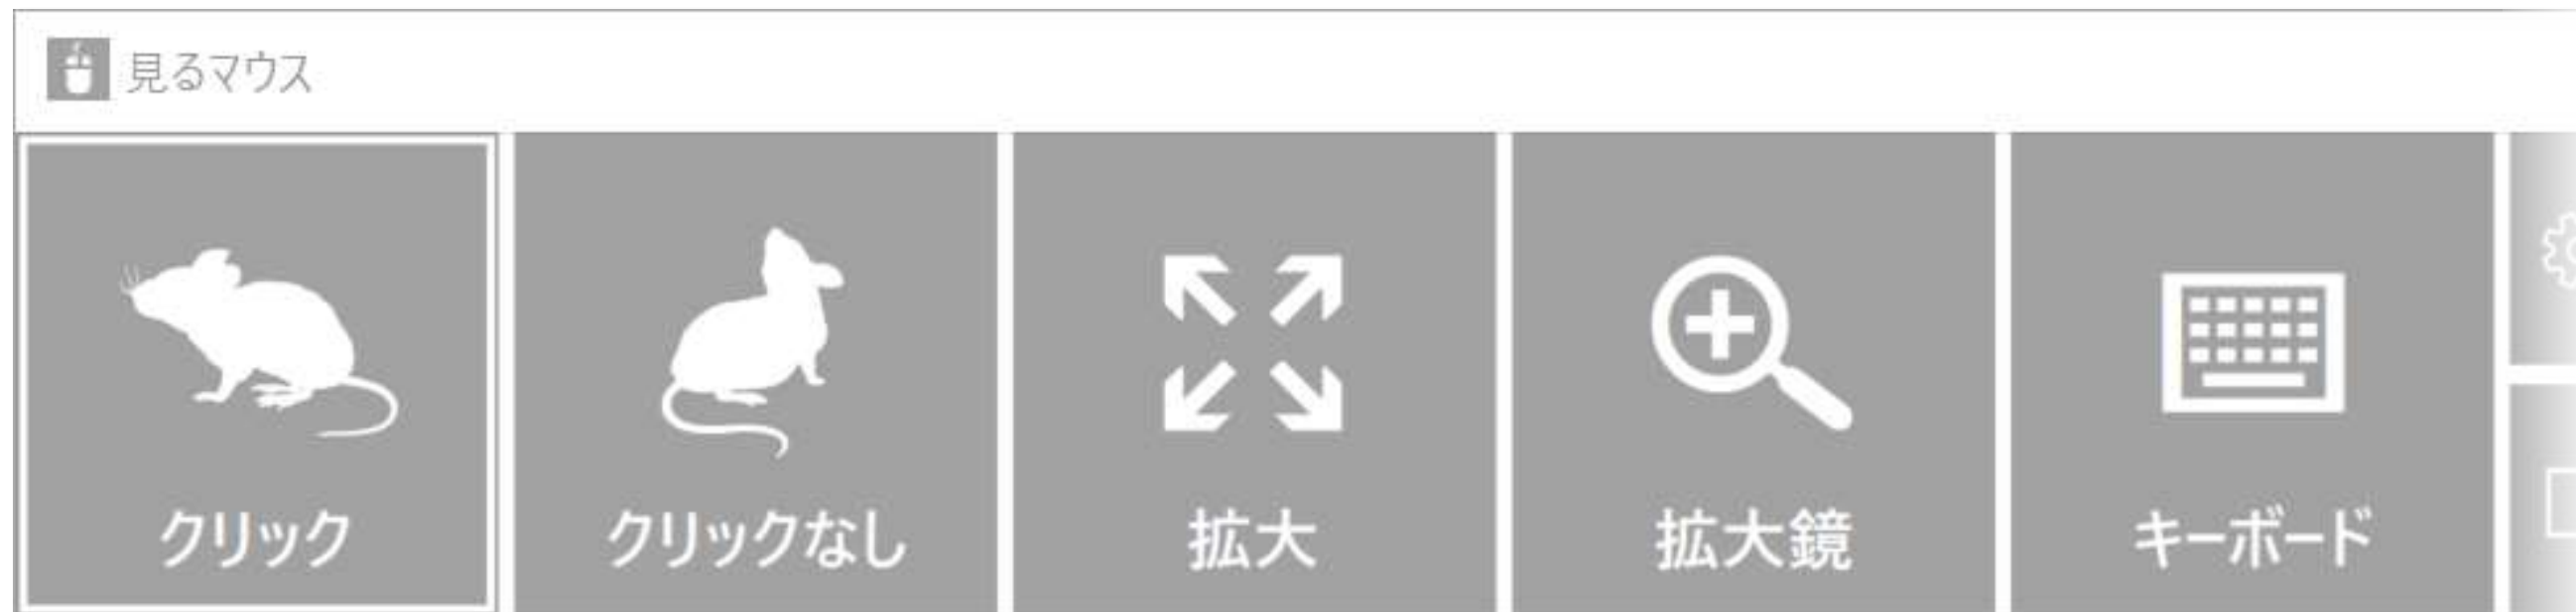 見るマウス
クリック
クリックなし
拡大
拡大鏡
キーボード